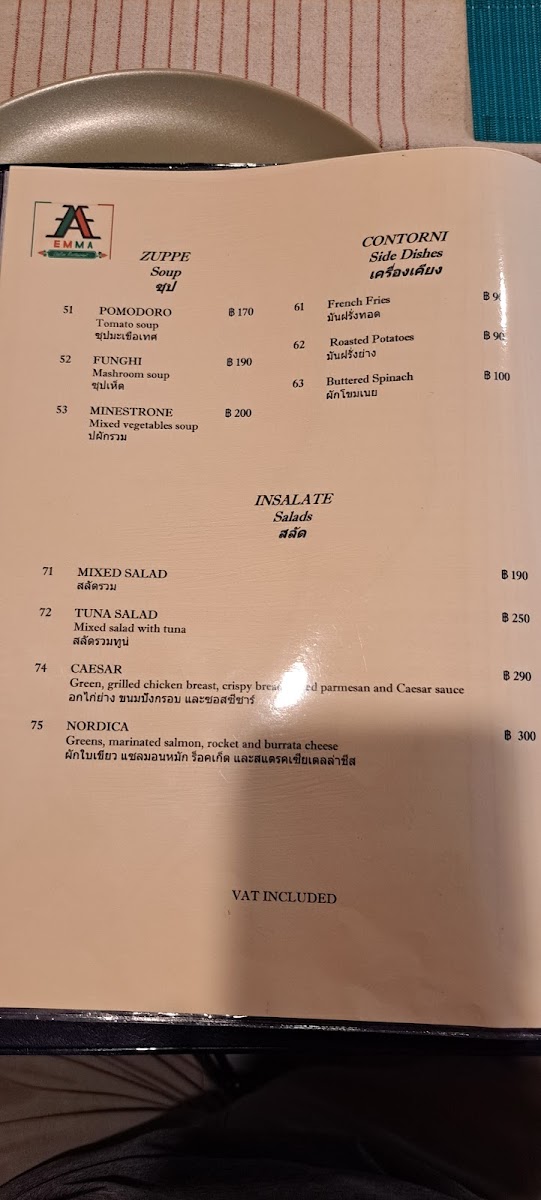 EMMA
ZUPPE
Soup
ซุป
51 POMODORO ฿ 170
Tomato soup
ซุปมะเขือเทศ
52 FUNGHI ฿ 190
Mashroom soup
ซุปเห็ด
53 MINESTRONE ฿ 200
Mixed vegetables soup
ปผักรวม
CONTORNI
Side Dishes
เครื่องเคียง
61 French Fries ฿ 90
มันฝรั่งทอด
62 Roasted Potatoes ฿ 90
มันฝรั่งย่าง
63 Buttered Spinach ฿ 100
ผักโขมเนย
INSALATE
Salads
สลัด
71 MIXED SALAD ฿ 190
สลัดรวม
72 TUNA SALAD ฿ 250
Mixed salad with tuna
สลัดรวมทูน่
74 CAESAR ฿ 290
Green, grilled chicken breast, crispy parmesan and Caesar sauce
อกไก่ย่าง ขนมปังกรอบ และซอสซีซาร์
75 NORDICA ฿ 300
Greens, marinated salmon, rocket and burrata cheese
ผักใบเขียว แซลมอนหมัก ร็อคเก็ต และสแตรคเซียเตลล่าชีส
VAT INCLUDED